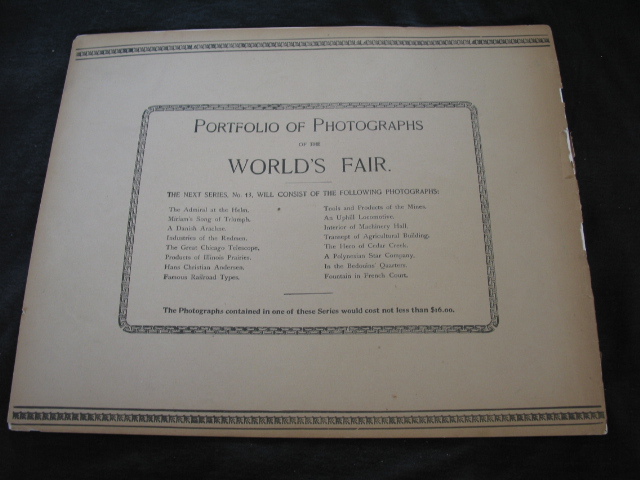 PORTFOLIO OF PHOTOGRAPHS
OF THE
WORLD'S FAIR.
THE NEXT SERIES, No. 13, WILL CONSIST OF THE FOLLOWING PHOTOGRAPHS:
The Admiral at the Helm.
Miriam's Song of Triumph.
A Danish
Industries of the Redmen.
The Great Chicago Telescope.
Products of Illinois Prairies.
Hans Christian Andersen.
Famous Railroad Types.
Tools and Products of the Mines.
An Uphill Locomotive.
Interior of Machinery Hall.
Transept of Agricultural Building.
The Hero of Cedar Creek.
A Polynesian Star Company.
In the Bedouins' Quarters.
Fountain in French Court.
The Photographs contained in one of these Series would cost not less than $16.00.